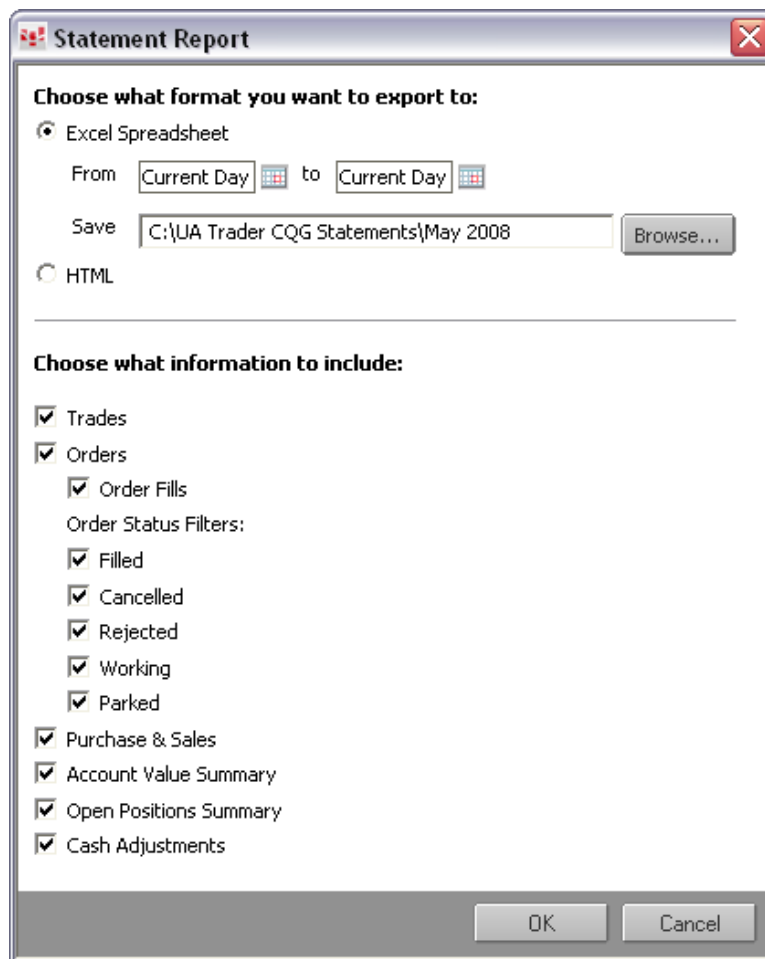 Statement Report
Choose what format you want to export to:
Excel Spreadsheet
From Current Day to Current Day
Save C:\UA Trader CQG Statements\May 2008 Browse...
HTML
Choose what information to include:
Trades
Orders
Order Fills
Order Status Filters:
Filled
Cancelled
Rejected
Working
Parked
Purchase & Sales
Account Value Summary
Open Positions Summary
Cash Adjustments
OK Cancel